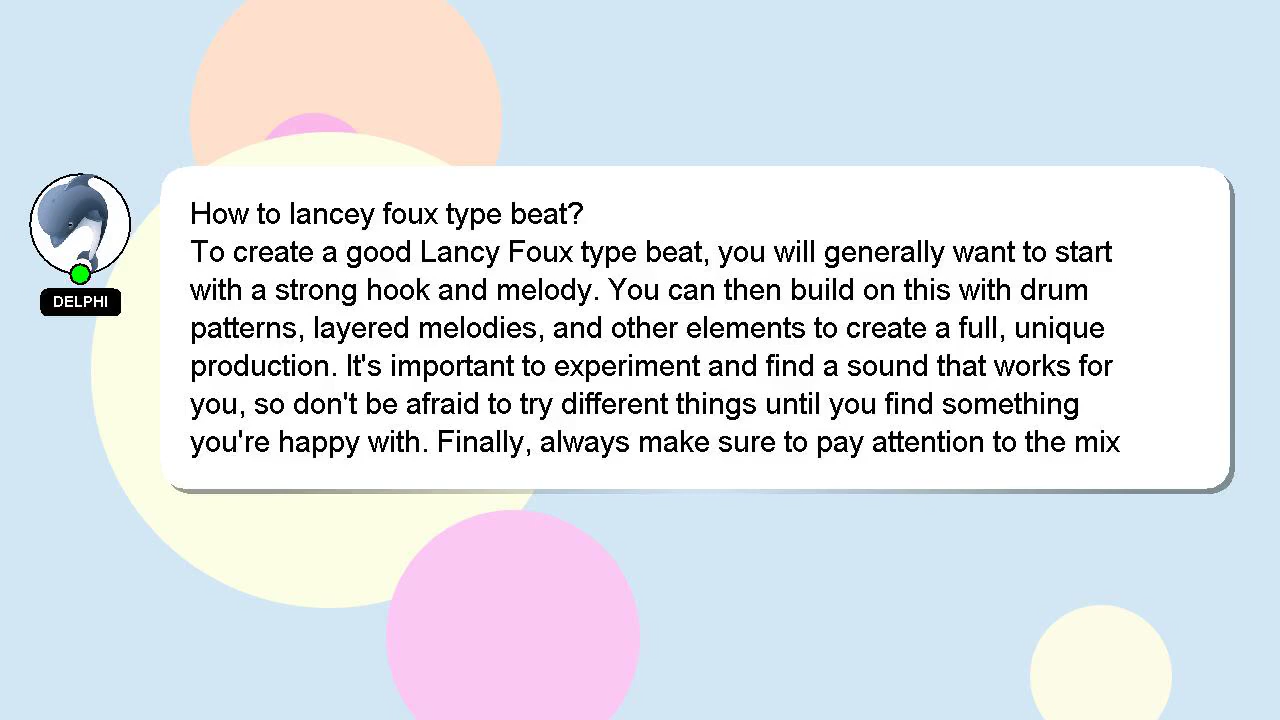 How to lancey foux type beat?
To create a good Lancy Foux type beat, you will generally want to start
with a strong hook and melody. You can then build on this with drum
patterns, layered melodies, and other elements to create a full, unique
production. It's important to experiment and find a sound that works for
you, so don't be afraid to try different things until you find something
you're happy with. Finally, always make sure to pay attention to the mix
DELPHI